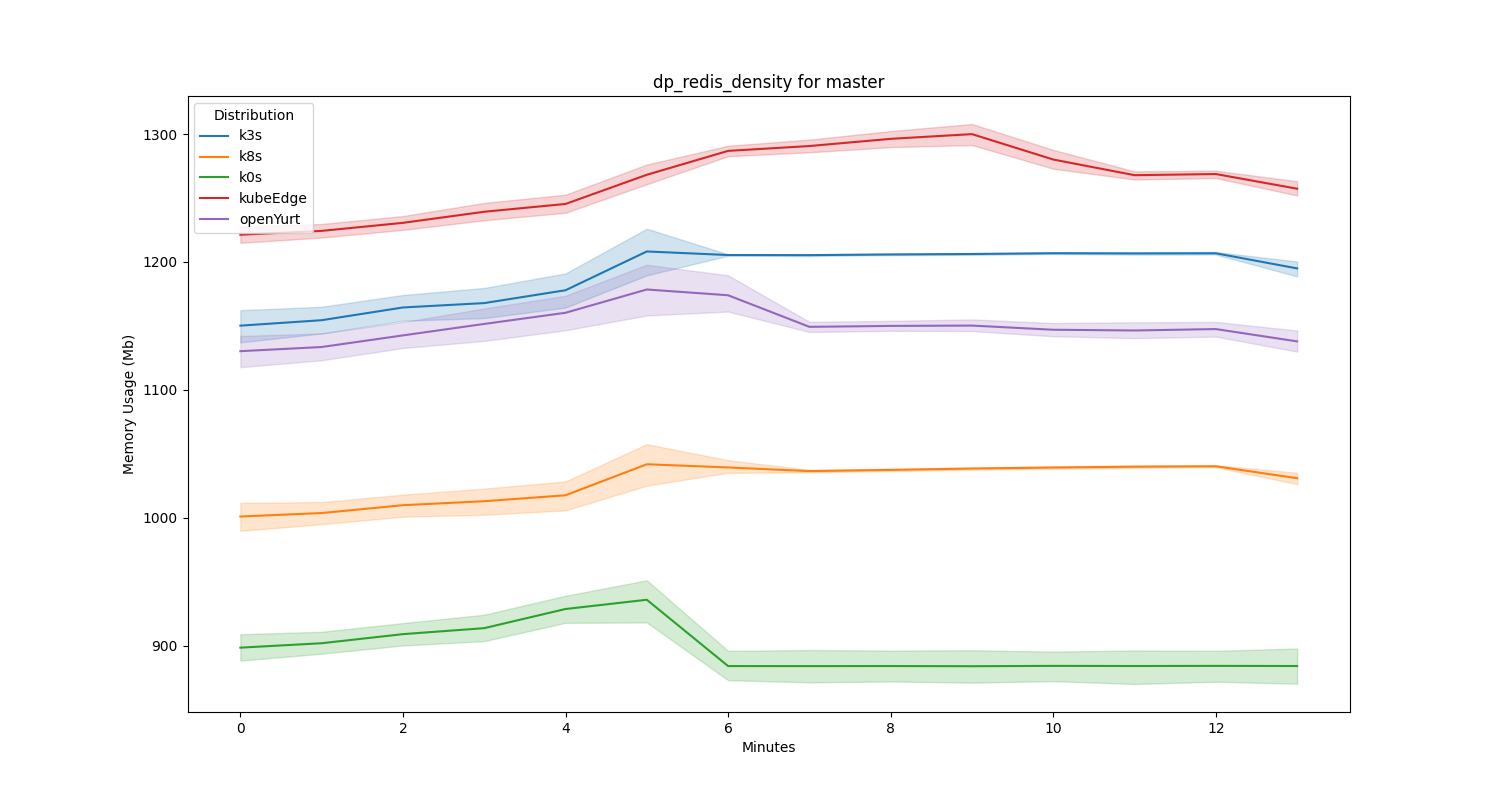 dp_redis_density for master
Distribution
k3s
k8s
k0s
kubeEdge
openYurt
Memory Usage (Mb)
1300
1200
1100
1000
900
0 2 4 6 8 10 12
Minutes